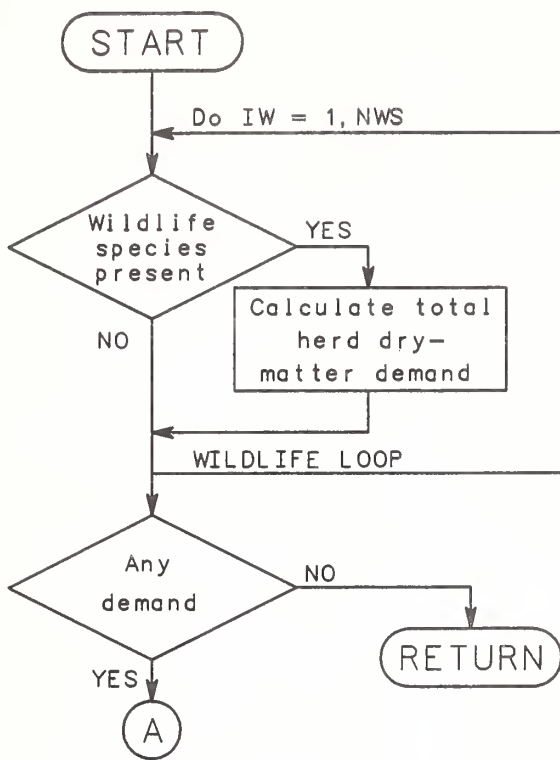 START
Do IW = 1, NWS
Wildlife
species
present
YES
NO
Calculate total
herd dry-
matter demand
WILDLIFE LOOP
Any
demand
NO
YES
RETURN
A